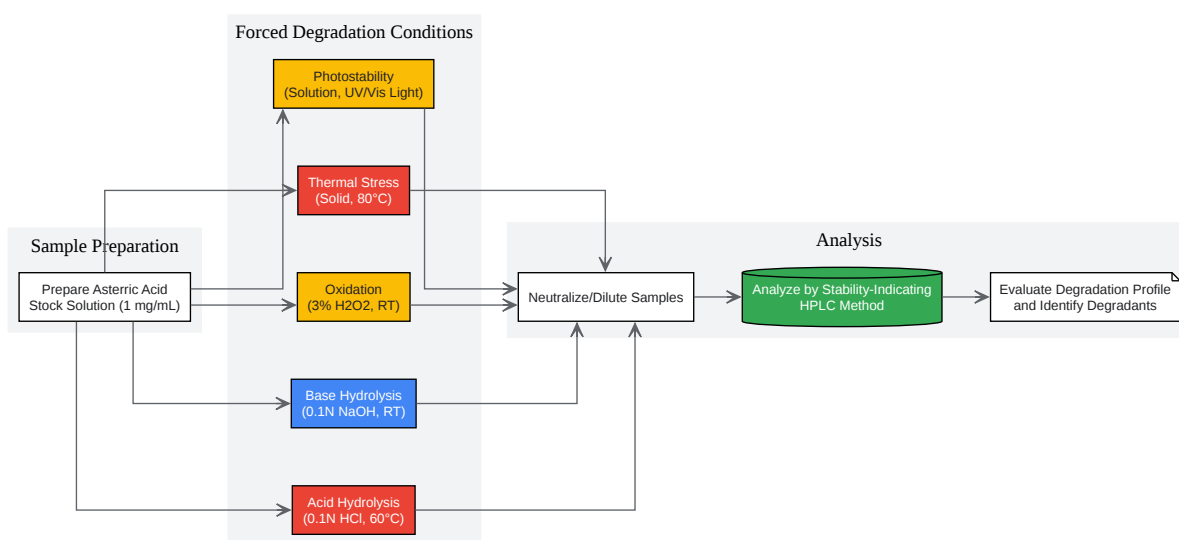 Forced Degradation Conditions
Photostability
(Solution, UV/Vis Light)
Thermal Stress
(Solid, 80°C)
Sample Preparation
Analysis
Prepare Asterric Acid
Stock Solution (1 mg/mL)
Oxidation
(3% H2O2, RT)
Neutralize/Dilute Samples
Analyze by Stability-Indicating
HPLC Method
Evaluate Degradation Profile
and Identify Degradants
Base Hydrolysis
(0.1N NaOH, RT)
Acid Hydrolysis
(0.1N HCl, 60°C)